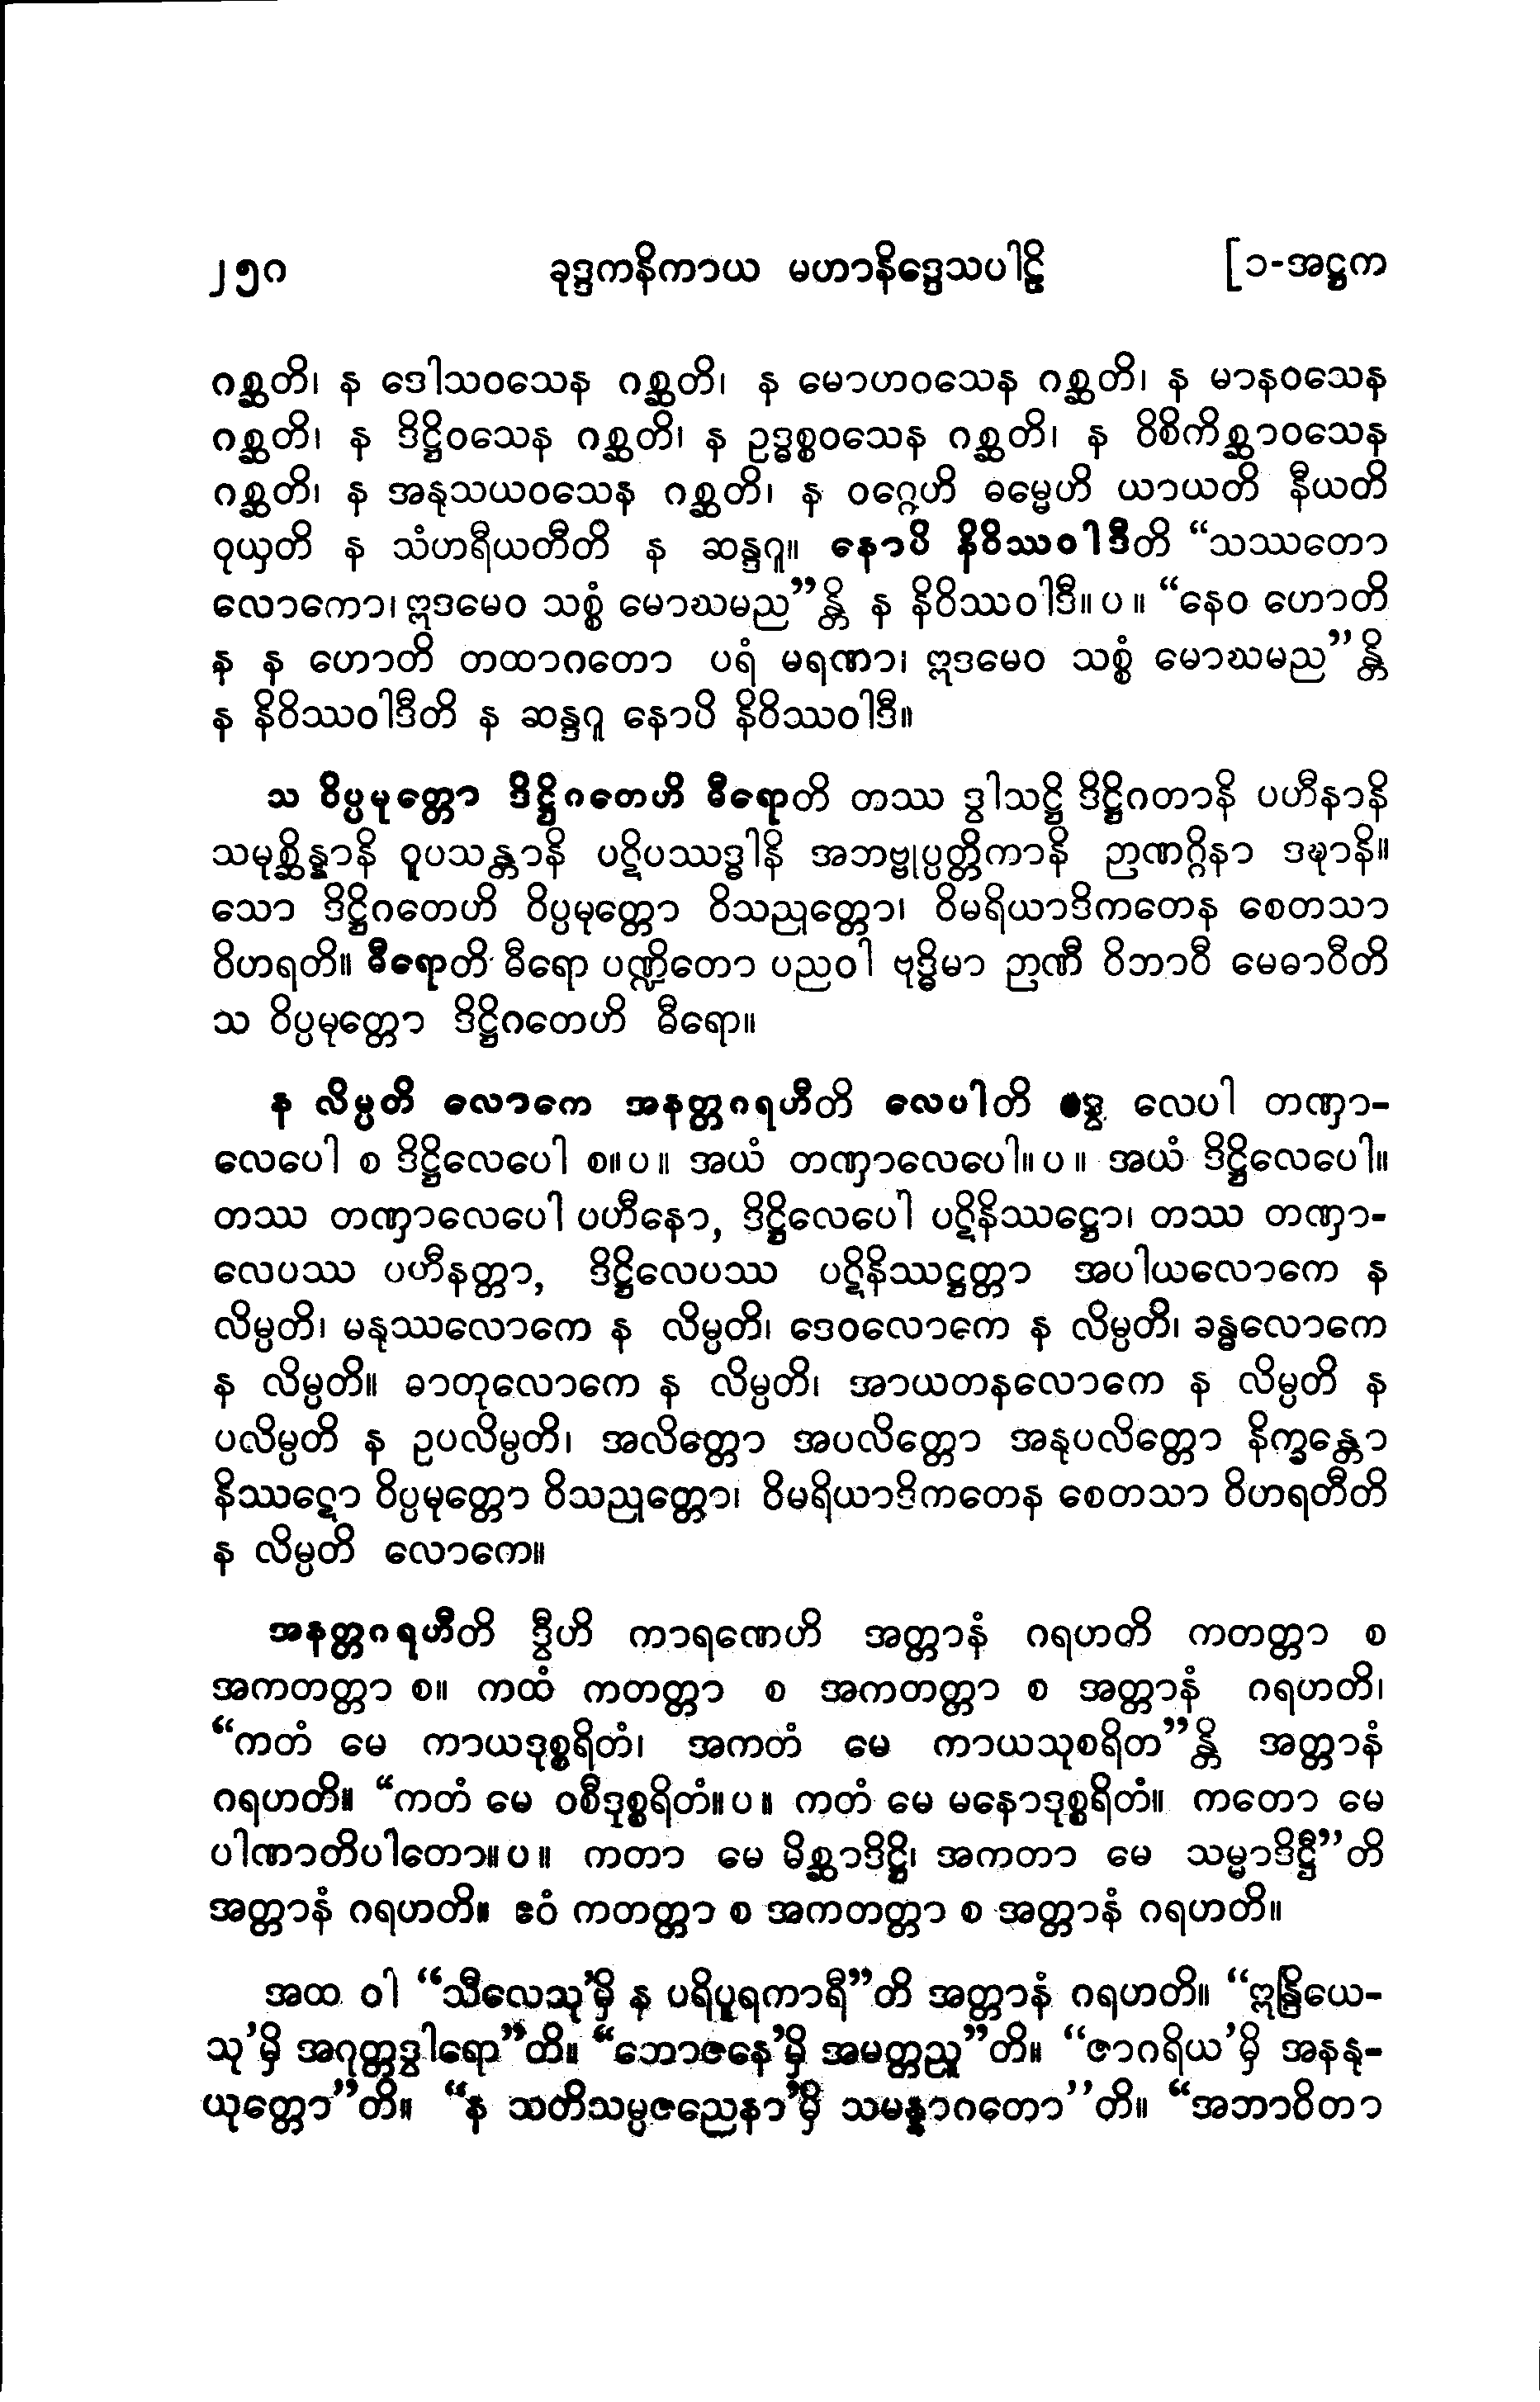 ၂၅၀ ခုဒ္ဒကနိကာယ မဟာနိဒ္ဒေသပါဠိ [၁-အဋ္ဌက
ဂစ္ဆတိ၊ န ဒေါသဝသေန ဂစ္ဆတိ၊ န မောဟဝသေန ဂစ္ဆတိ၊ န မာနဝသေန
ဂစ္ဆတိ၊ န ဒိဋ္ဌိဝသေန ဂစ္ဆတိ၊ န ဥဒ္ဓစ္စဝသေန ဂစ္ဆတိ၊ န ဝိစိကိစ္ဆာဝသေန
ဂစ္ဆတိ၊ န အနုသယဝသေန ဂစ္ဆတိ၊ န ဝဂ္ဂေဟိ ဓမ္မေဟိ ယာယတိ နီယတိ
ဝုယှတိ န သံဟရီယတီတိ န ဆန္ဒဂူ။ နောပိ နိဝိဿဝါဒီတိ “သဿတော
လောကော၊ ဣဒမေဝ သစ္စံ မောဃမည”န္တိ န နိဝိဿဝါဒီ။ ပ ။ “နေဝ ဟောတိ
န န ဟောတိ တထာဂတော ပရံ မရဏာ၊ ဣဒမေဝ သစ္စံ မောဃမည”န္တိ
န နိဝိဿဝါဒီတိ န ဆန္ဒဂူ နောပိ နိဝိဿဝါဒီ။
သ ဝိပ္ပမုတ္တော ဒိဋ္ဌိဂတေဟိ ဓီရောတိ တဿ ဒွါသဋ္ဌိ ဒိဋ္ဌိဂတာနိ ပဟီနာနိ
သမုစ္ဆိန္နာနိ ဝူပသန္တာနိ ပဋိပဿဒ္ဓါနိ အဘဗ္ဗုပ္ပတ္တိကာနိ ဉာဏဂ္ဂိနာ ဒဍ္ဎာနိ။
သော ဒိဋ္ဌိဂတေဟိ ဝိပ္ပမုတ္တော ဝိသညုတ္တော၊ ဝိမရိယာဒိကတေန စေတသာ
ဝိဟရတိ။ ဓီရောတိ ဓီရော ပဏ္ဍိတော ပညဝါ ဗုဒ္ဓိမာ ဉာဏီ ဝိဘာဝီ မေဓာဝီတိ
သ ဝိပ္ပမုတ္တော ဒိဋ္ဌိဂတေဟိ ဓီရော။
န လိမ္ပတိ လောကေ အနတ္တဂရဟီတိ လေပါတိ ဒွေ လေပါ တဏှာ-
လေပေါ စ ဒိဋ္ဌိလေပေါ စ။ ပ ။ အယံ တဏှာလေပေါ။ ပ ။ အယံ ဒိဋ္ဌိလေပေါ။
တဿ တဏှာလေပေါ ပဟီနော, ဒိဋ္ဌိလေပေါ ပဋိနိဿဋ္ဌော၊ တဿ တဏှာ-
လေပဿ ပဟီနတ္တာ, ဒိဋ္ဌိလေပဿ ပဋိနိဿဋ္ဌတ္တာ အပါယလောကေ န
လိမ္ပတိ၊ မနုဿလောကေ န လိမ္ပတိ၊ ဒေဝလောကေ န လိမ္ပတိ၊ ခန္ဓလောကေ
န လိမ္ပတိ။ ဓာတုလောကေ န လိမ္ပတိ၊ အာယတနလောကေ န လိမ္ပတိ န
ပလိမ္ပတိ န ဥပလိမ္ပတိ၊ အလိတ္တော အပလိတ္တော အနုပလိတ္တော နိက္ခန္တော
နိဿဋော ဝိပ္ပမုတ္တော ဝိသညုတ္တော၊ ဝိမရိယာဒိကတေန စေတသာ ဝိဟရတီတိ
န လိမ္ပတိ လောကေ။
အနတ္တဂရဟီတိ ဒွီဟိ ကာရဏေဟိ အတ္တာနံ ဂရဟတိ ကတတ္တာ စ
အကတတ္တာ စ။ ကထံ ကတတ္တာ စ အကတတ္တာ စ အတ္တာနံ ဂရဟတိ၊
“ကတံ မေ ကာယဒုစ္စရိတံ၊ အကတံ မေ ကာယသုစရိတ”န္တိ အတ္တာနံ
ဂရဟတိ။ “ကတံ မေ ဝစီဒုစ္စရိတံ။ ပ ။ ကတံ မေ မနောဒုစ္စရိတံ။ ကတော မေ
ပါဏာတိပါတော။ ပ ။ ကတာ မေ မိစ္ဆာဒိဋ္ဌိ၊ အကတာ မေ သမ္မာဒိဋ္ဌီ”တိ
အတ္တာနံ ဂရဟတိ။ ဧဝံ ကတတ္တာ စ အကတတ္တာ စ အတ္တာနံ ဂရဟတိ။
အထ ဝါ “သီလေသု’မှိ န ပရိပူရကာရီ”တိ အတ္တာနံ ဂရဟတိ။ “ဣန္ဒြိယေ-
သု’မှိ အဂုတ္တဒွါရော”တိ။ “ဘောဇနေ’မှိ အမတ္တညူ”တိ။ “ဇာဂရိယ’မှိ အနနု-
ယုတ္တော”တိ။ “န သတိသမ္ပဇညေနာ’မှိ သမန္နာဂတော”တိ။ “အဘာဝိတာ